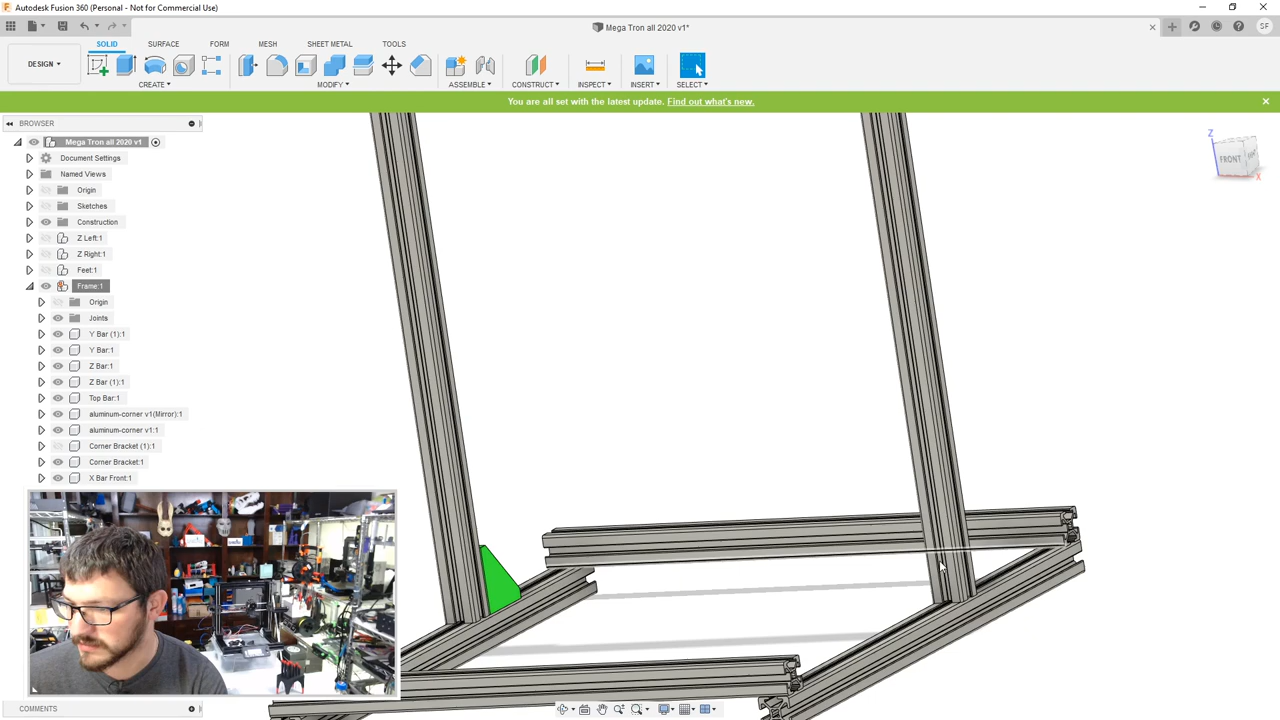 Autodesk Fusion 360 (Personal - Not for Commercial Use)
Mega Tron all 2020 v1*
SF
SOLID SURFACE FORM MESH SHEET METAL TOOLS
DESIGN
CREATE MODIFY ASSEMBLE CONSTRUCT INSPECT INSERT SELECT
You are all set with the latest update. Find out what's new.
BROWSER
Mega Tron all 2020 v1
Document Settings
Named Views
Origin
Sketches
Construction
Z Left:1
Z Right:1
Feet:1
Frame:1
Origin
Joints
Y Bar (1):1
Y Bar:1
Z Bar:1
Z Bar (1):1
Top Bar:1
aluminum-corner v1(Mirror):1
aluminum-corner v1:1
Corner Bracket (1):1
Corner Bracket:1
X Bar Front:1
COMMENTS
Z
FRONT
X